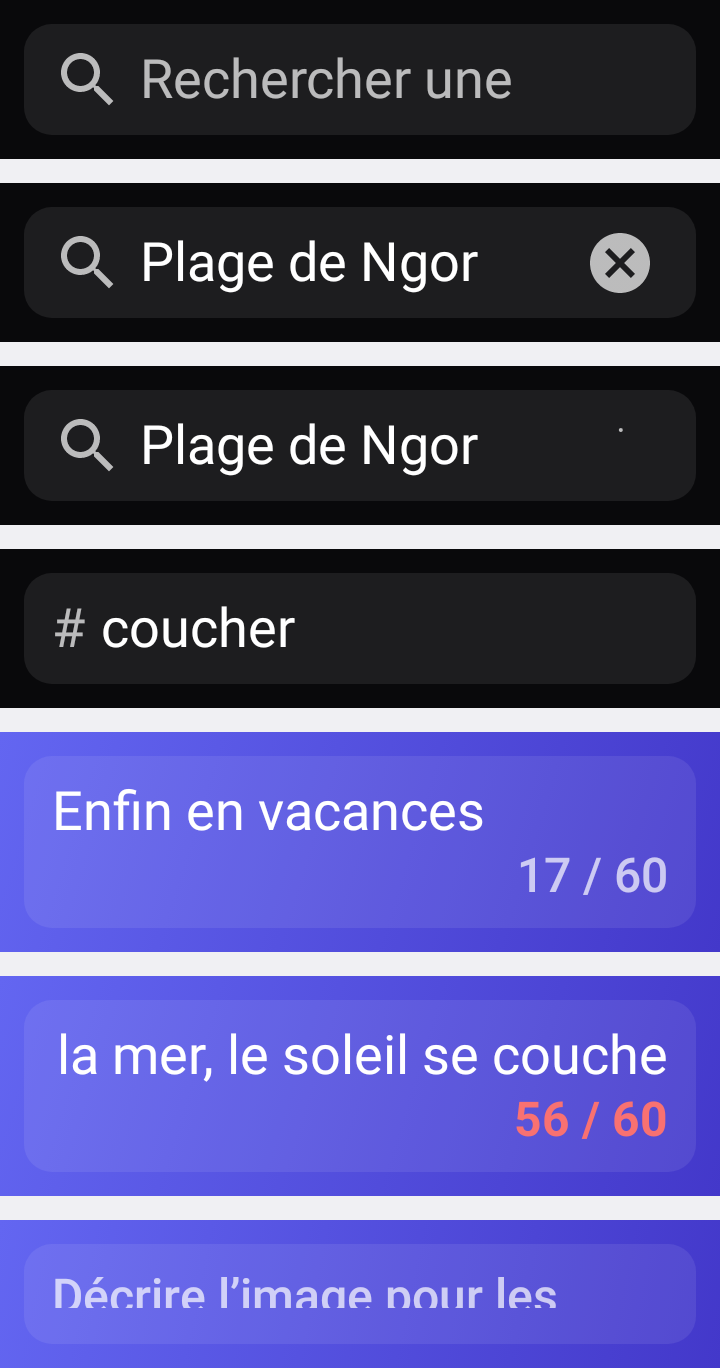 Rechercher une
Plage de Ngor
Plage de Ngor
# coucher
Enfin en vacances
17 / 60
la mer, le soleil se couche
56 / 60
Décrire l’image pour les